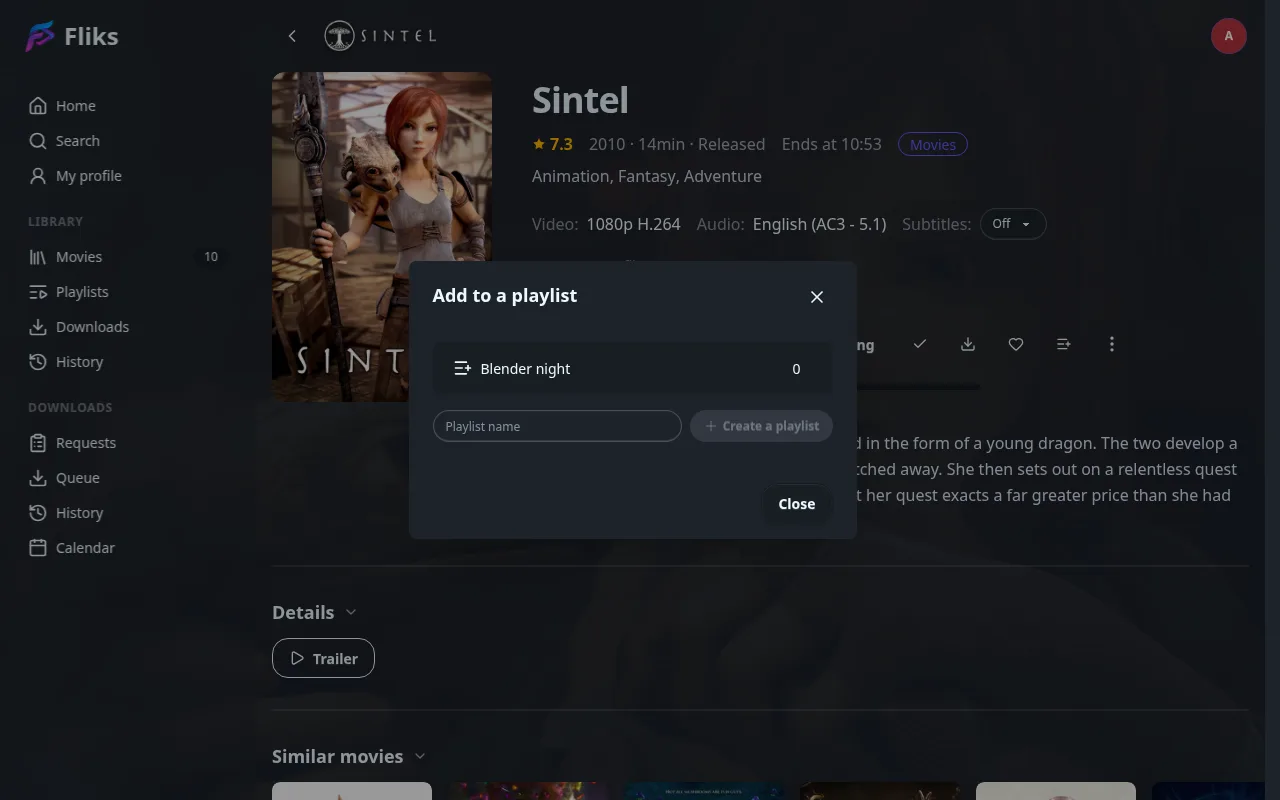 Fliks
SINTEL
A
Home
Search
My profile
LIBRARY
Movies 10
Playlists
Downloads
History
DOWNLOADS
Requests
Queue
History
Calendar
Sintel
7.3 2010 · 14min · Released Ends at 10:53 Movies
Animation, Fantasy, Adventure
Video: 1080p H.264 Audio: English (AC3 - 5.1) Subtitles: Off
SINT
Add to a playlist
Blender night 0
Playlist name
Create a playlist
Close
ng
d in the form of a young dragon. The two develop a
tched away. She then sets out on a relentless quest
t her quest exacts a far greater price than she had
Details
Trailer
Similar movies